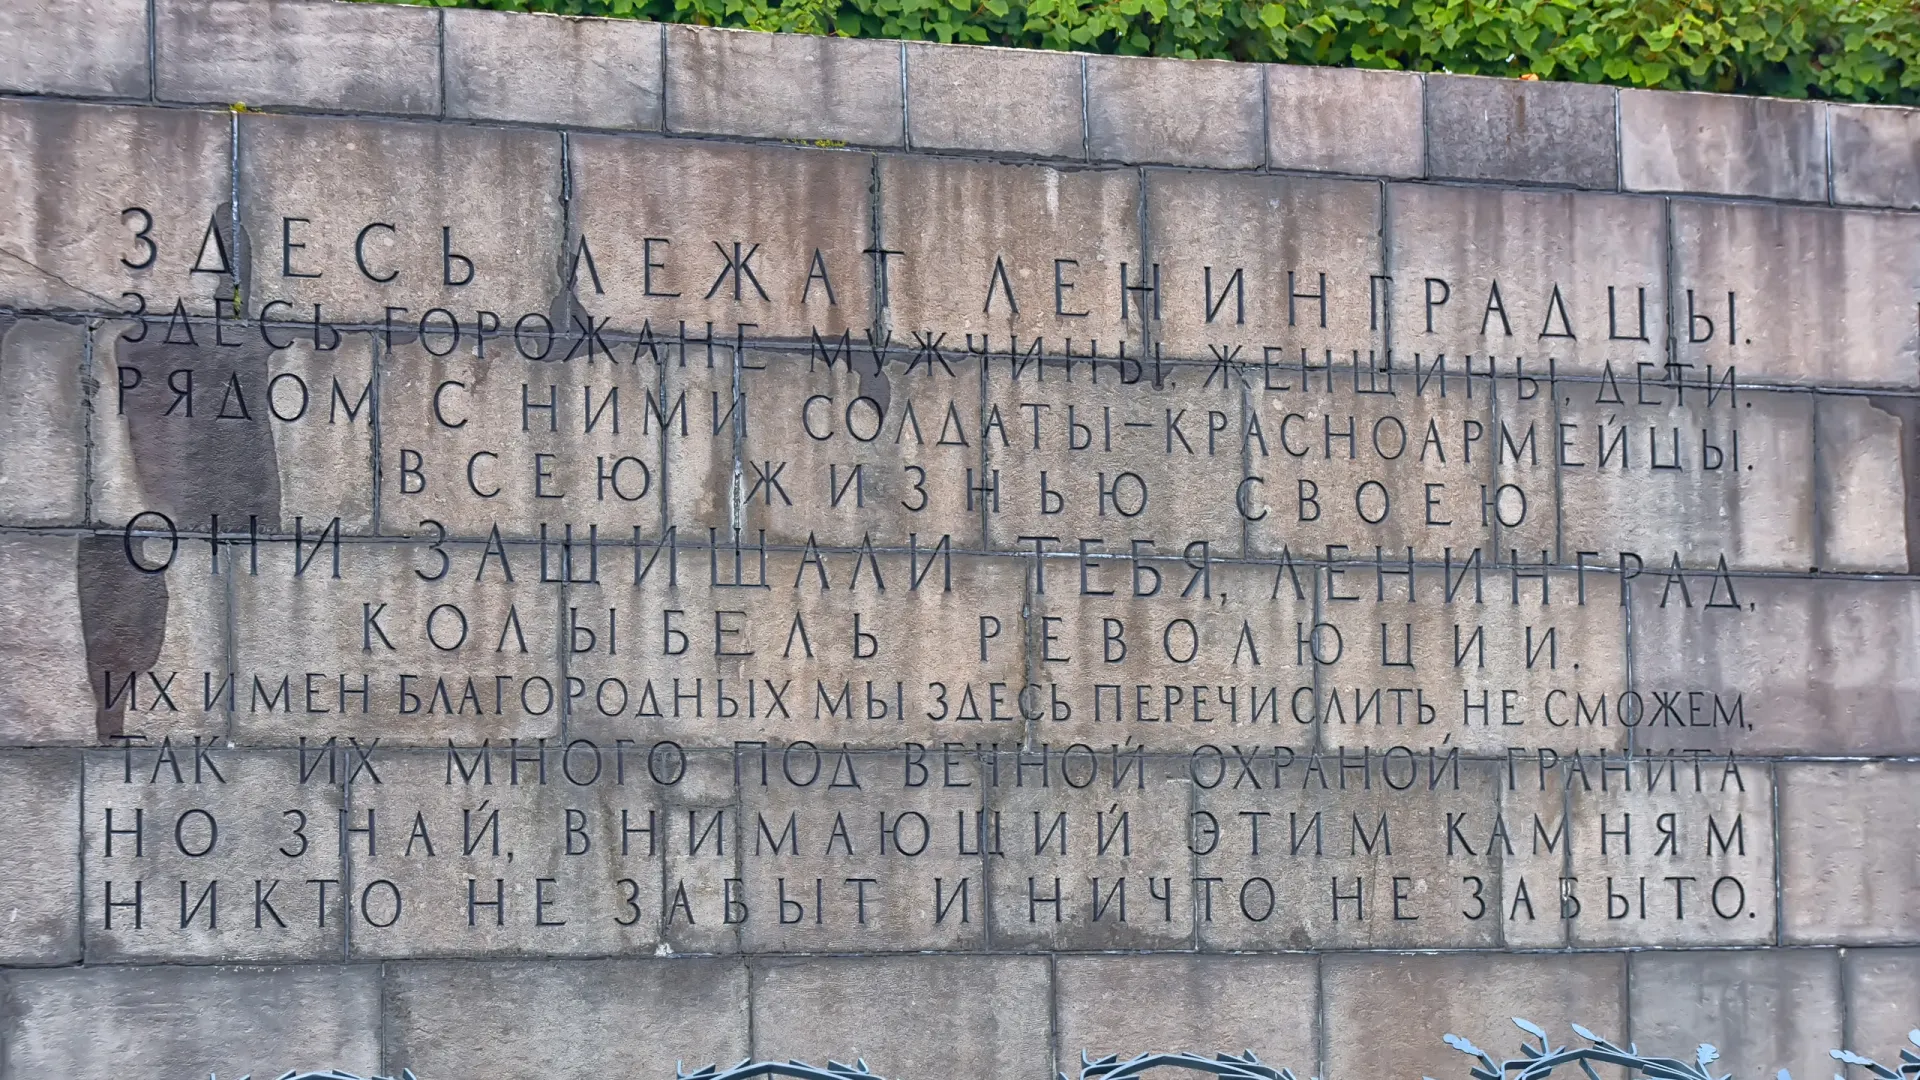 ЗДЕСЬ ЛЕЖАТ ЛЕНИНГРАДЦЫ.
ЗДЕСЬ ГОРОЖАНЕ МУЖЧИНЫ, ЖЕНЩИНЫ, ДЕТИ.
РЯДОМ С НИМИ СОЛДАТЫ-КРАСНОАРМЕЙЦЫ.
ВСЕЮ ЖИЗНЬЮ СВОЕЮ
ОНИ ЗАЩИЩАЛИ ТЕБЯ, ЛЕНИНГРАД,
КОЛЫБЕЛЬ РЕВОЛЮЦИИ.
ИХ ИМЕН БЛАГОРОДНЫХ МЫ ЗДЕСЬ ПЕРЕЧИСЛИТЬ НЕ СМОЖЕМ,
ТАК ИХ МНОГО ПОД ВЕЧНОЙ ОХРАНОЙ ГРАНИТА
НО ЗНАЙ, ВНИМАЮЩИЙ ЭТИМ КАМНЯМ
НИКТО НЕ ЗАБЫТ И НИЧТО НЕ ЗАБЫТО.